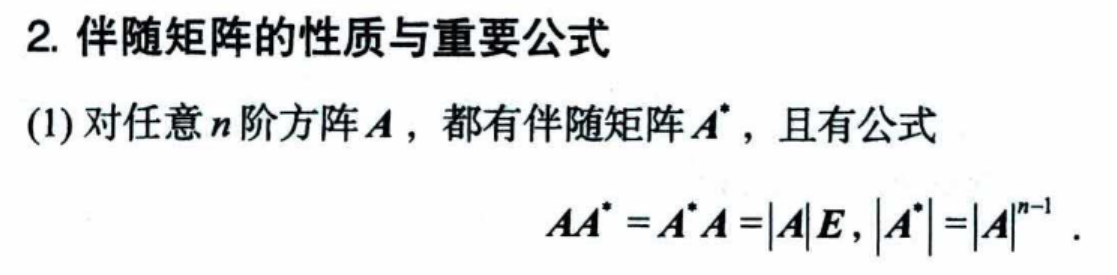 2. 伴随矩阵的性质与重要公式
(1) 对任意 n 阶方阵 A ，都有伴随矩阵 A* ，且有公式
AA* = A*A = |A|E , |A*| = |A|ⁿ⁻¹ .